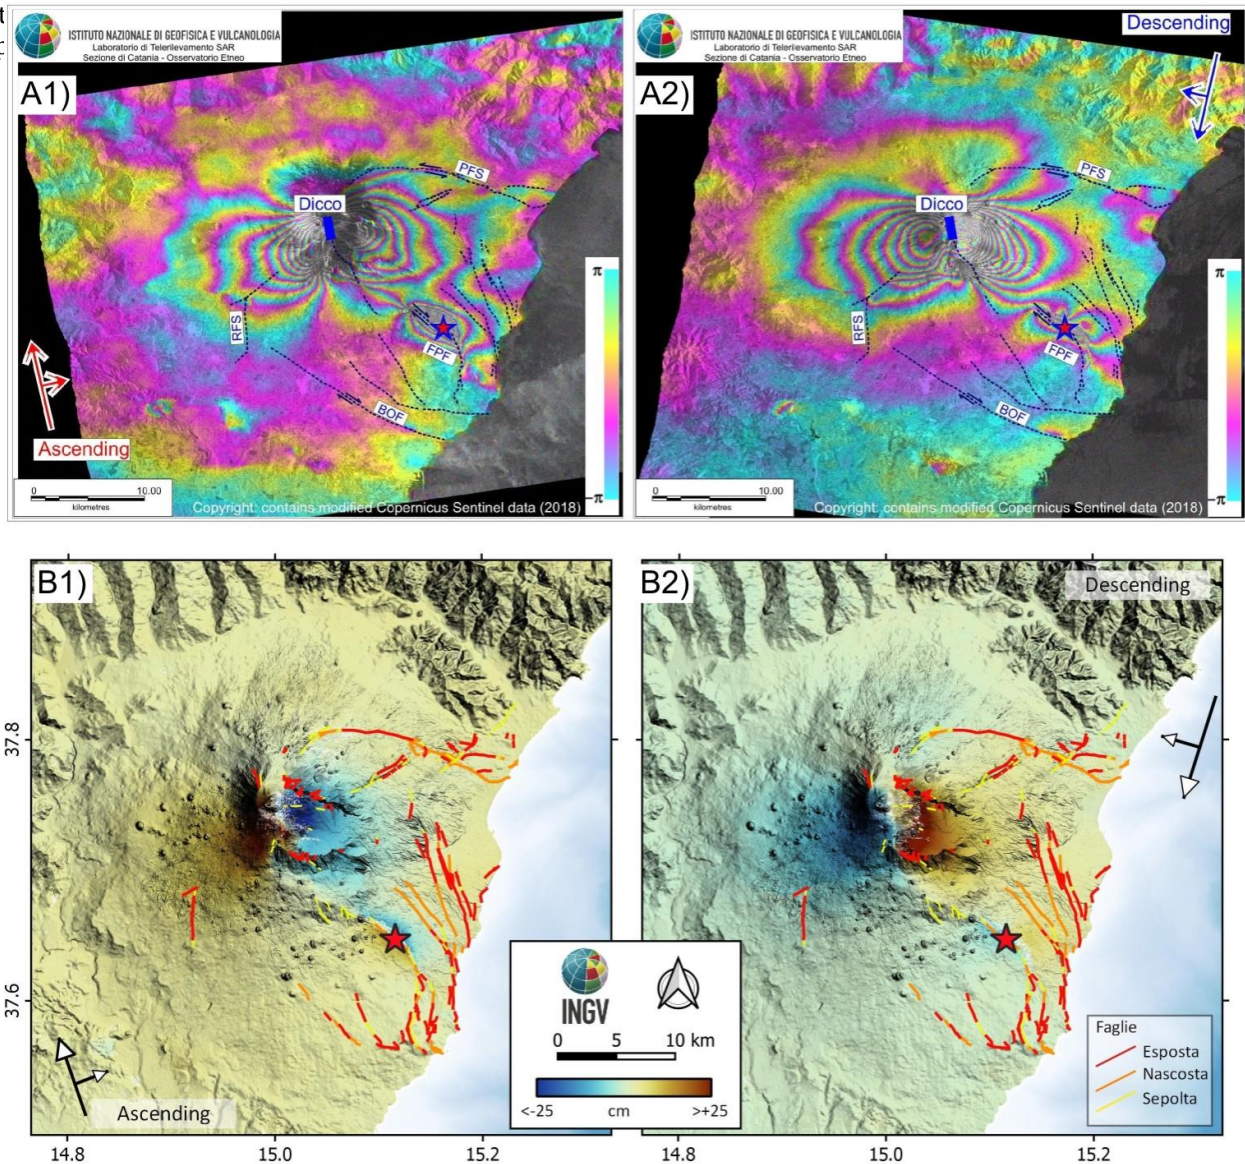 ISTITUTO NAZIONALE DI GEOFISICA E VULCANOLOGIA
Laboratorio di Telerilevamento SAR
Sezione di Catania - Osservatorio Etneo
A1)
PFS
Dicco
RFS
FPF
BOF
π
-π
Ascending
0 10.00
kilometres
Copyright: contains modified Copernicus Sentinel data (2018)
ISTITUTO NAZIONALE DI GEOFISICA E VULCANOLOGIA
Laboratorio di Telerilevamento SAR
Sezione di Catania - Osservatorio Etneo
Descending
A2)
PFS
Dicco
RFS
FPF
BOF
π
-π
0 10.00
kilometres
Copyright: contains modified Copernicus Sentinel data (2018)
B1)
37.8
37.6
Ascending
14.8 15.0 15.2
B2)
Descending
INGV
0 5 10 km
<-25 cm >+25
Faglie
Esposta
Nascosta
Sepolta
14.8 15.0 15.2